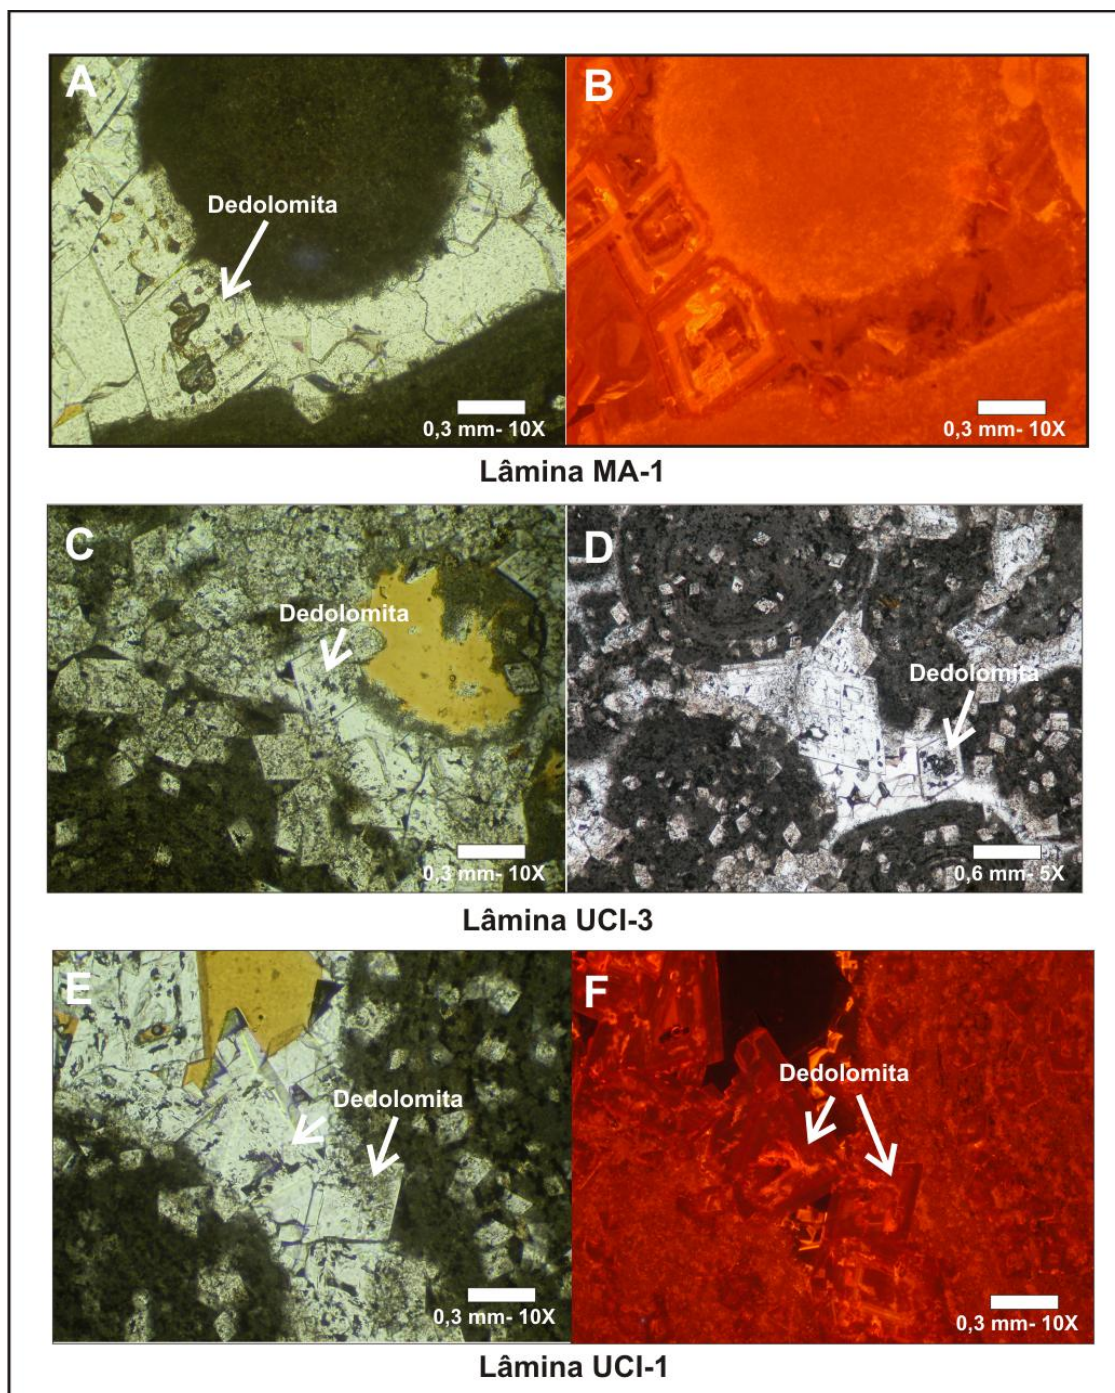 A
B
Dedolomita
0,3 mm- 10X
0,3 mm- 10X
Lâmina MA-1
C
D
Dedolomita
Dedolomita
0,3 mm- 10X
0,6 mm- 5X
Lâmina UCI-3
E
F
Dedolomita
Dedolomita
0,3 mm- 10X
0,3 mm- 10X
Lâmina UCI-1